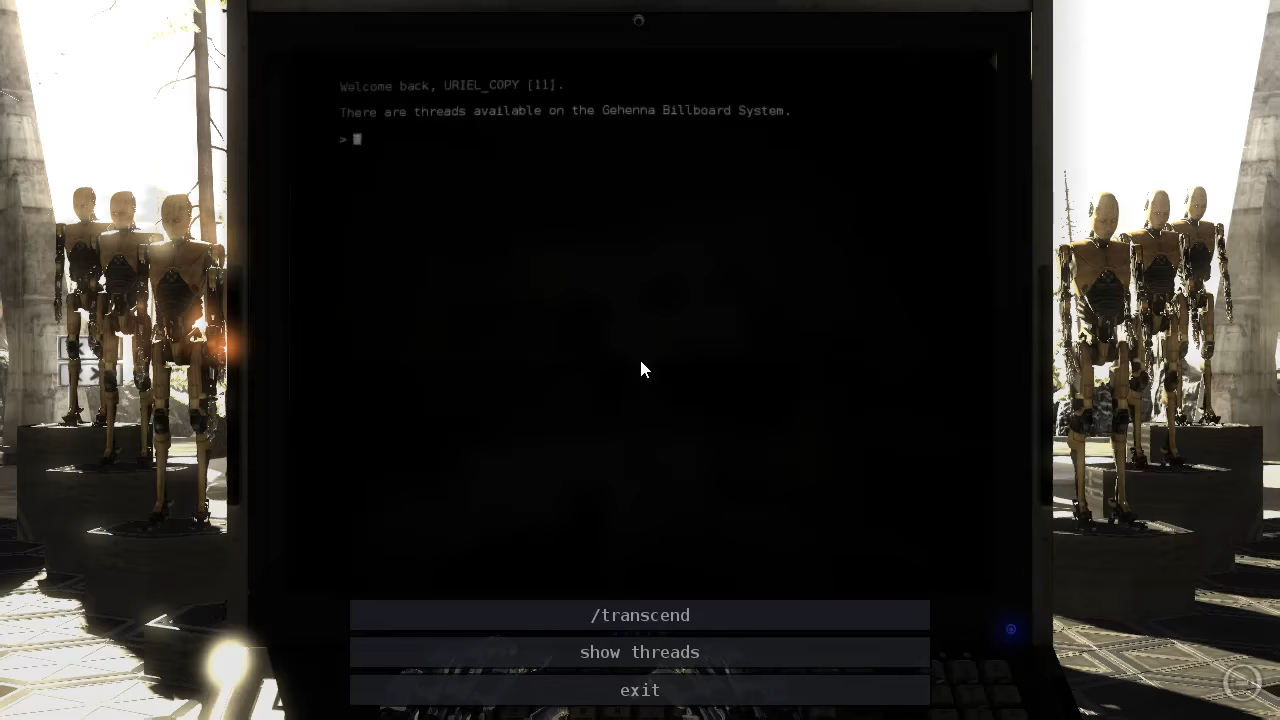 Welcome back, URIEL_COPY [11].
There are threads available on the Gehenna Billboard System.
>
/transcend
show threads
exit